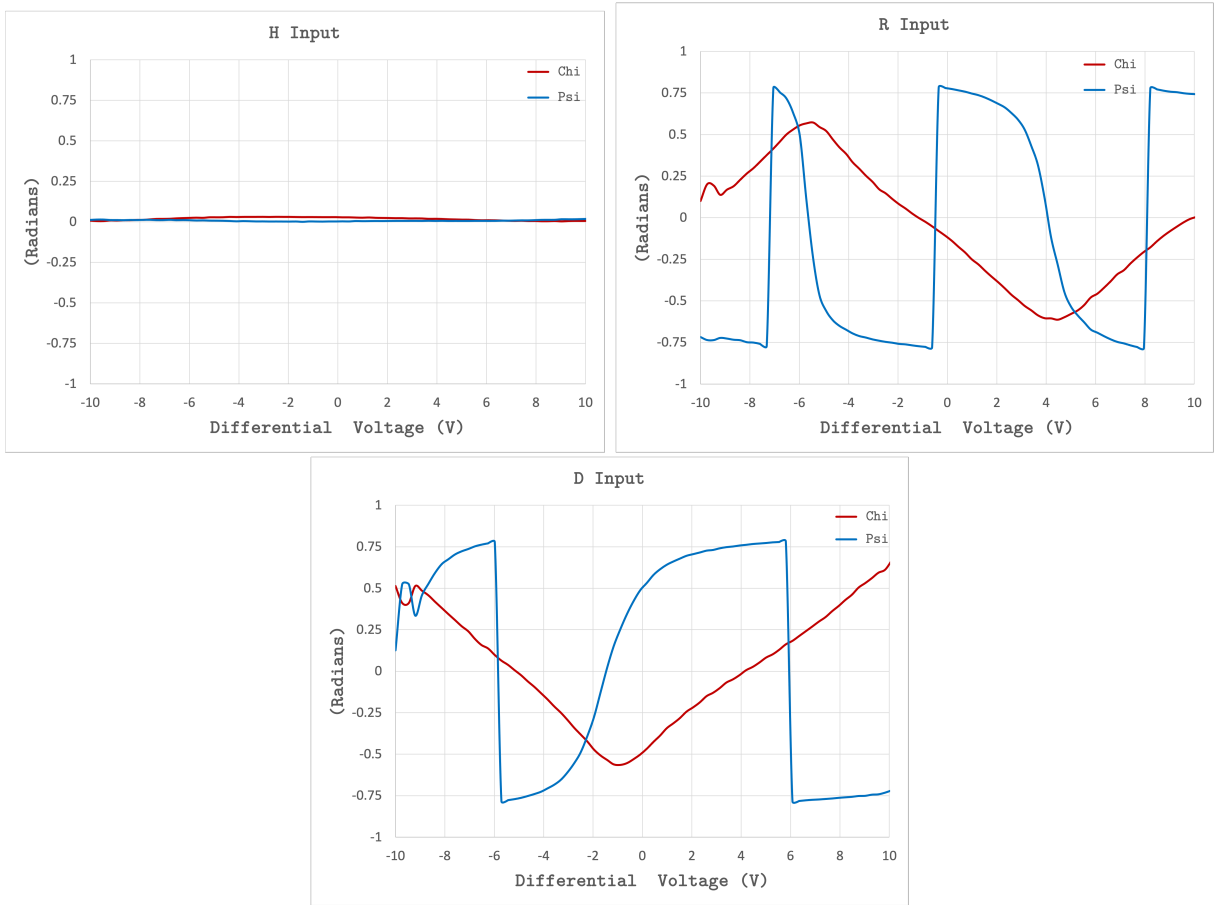 H Input
1
0.75
0.5
0.25
0
-0.25
-0.5
-0.75
-1
(Radians)
Chi
Psi
-10 -8 -6 -4 -2 0 2 4 6 8 10
Differential Voltage (V)
R Input
1
0.75
0.5
0.25
0
-0.25
-0.5
-0.75
-1
(Radians)
Chi
Psi
-10 -8 -6 -4 -2 0 2 4 6 8 10
Differential Voltage (V)
D Input
1
0.75
0.5
0.25
0
-0.25
-0.5
-0.75
-1
(Radians)
Chi
Psi
-10 -8 -6 -4 -2 0 2 4 6 8 10
Differential Voltage (V)